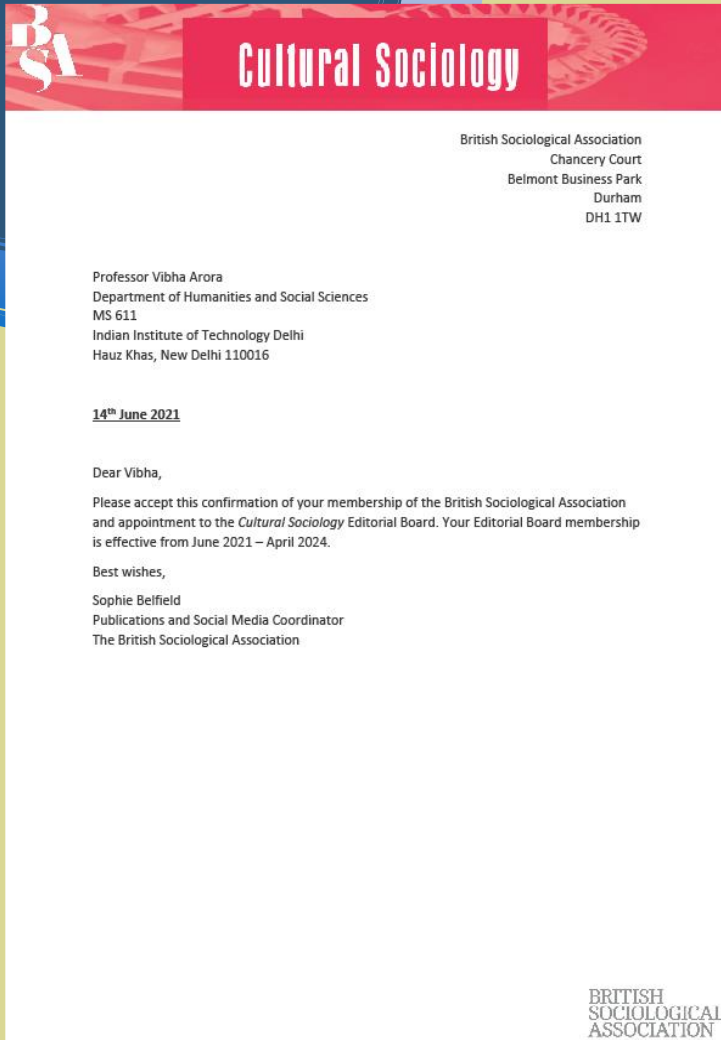 BSA
Cultural Sociology
British Sociological Association
Chancery Court
Belmont Business Park
Durham
DH1 1TW
Professor Vibha Arora
Department of Humanities and Social Sciences
MS 611
Indian Institute of Technology Delhi
Hauz Khas, New Delhi 110016
14th June 2021
Dear Vibha,
Please accept this confirmation of your membership of the British Sociological Association
and appointment to the Cultural Sociology Editorial Board. Your Editorial Board membership
is effective from June 2021 – April 2024.
Best wishes,
Sophie Belfield
Publications and Social Media Coordinator
The British Sociological Association
BRITISH
SOCIOLOGICAL
ASSOCIATION